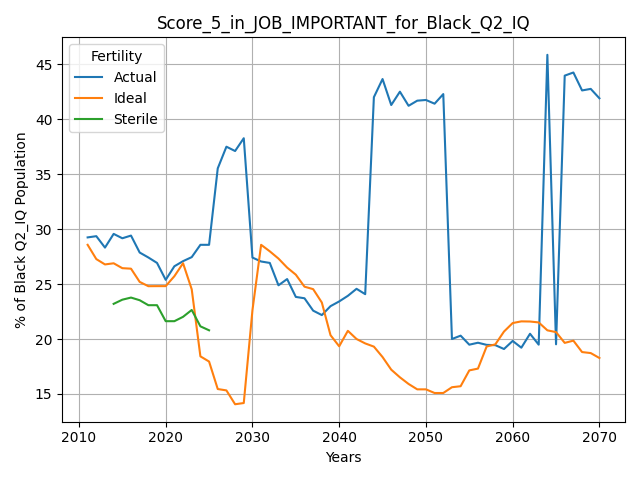 Score_5_in_JOB_IMPORTANT_for_Black_Q2_IQ
Fertility
Actual
Ideal
Sterile
% of Black Q2_IQ Population
45
40
35
30
25
20
15
2010
2020
2030
2040
2050
2060
2070
Years